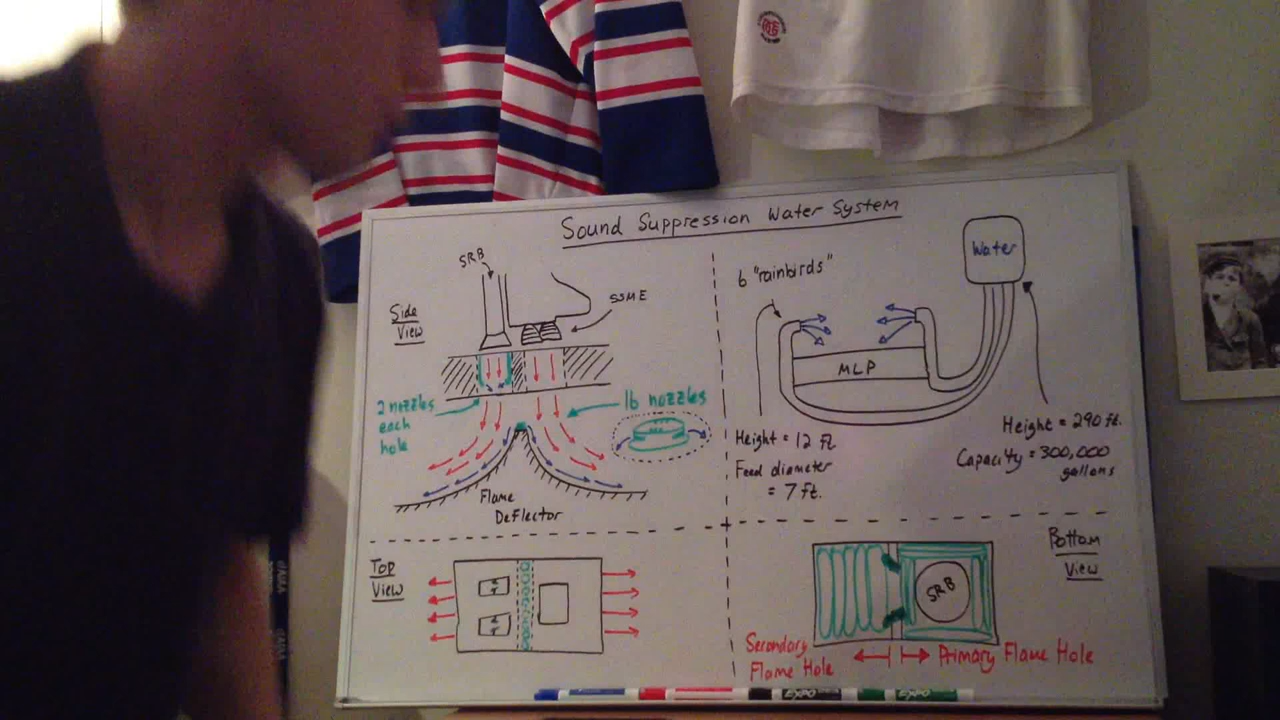 Sound Suppression Water System
SRB
SSME
Side
View
2 nozzles
each
hole
16 nozzles
Flame
Deflector
6 "rainbirds"
Water
MLP
Height = 12 ft
Feed diameter
= 7 ft.
Height = 290 ft.
Capacity = 300,000
gallons
Top
View
Bottom
View
SRB
Secondary
Flame Hole
Primary Flame Hole
EXPO
EXPO